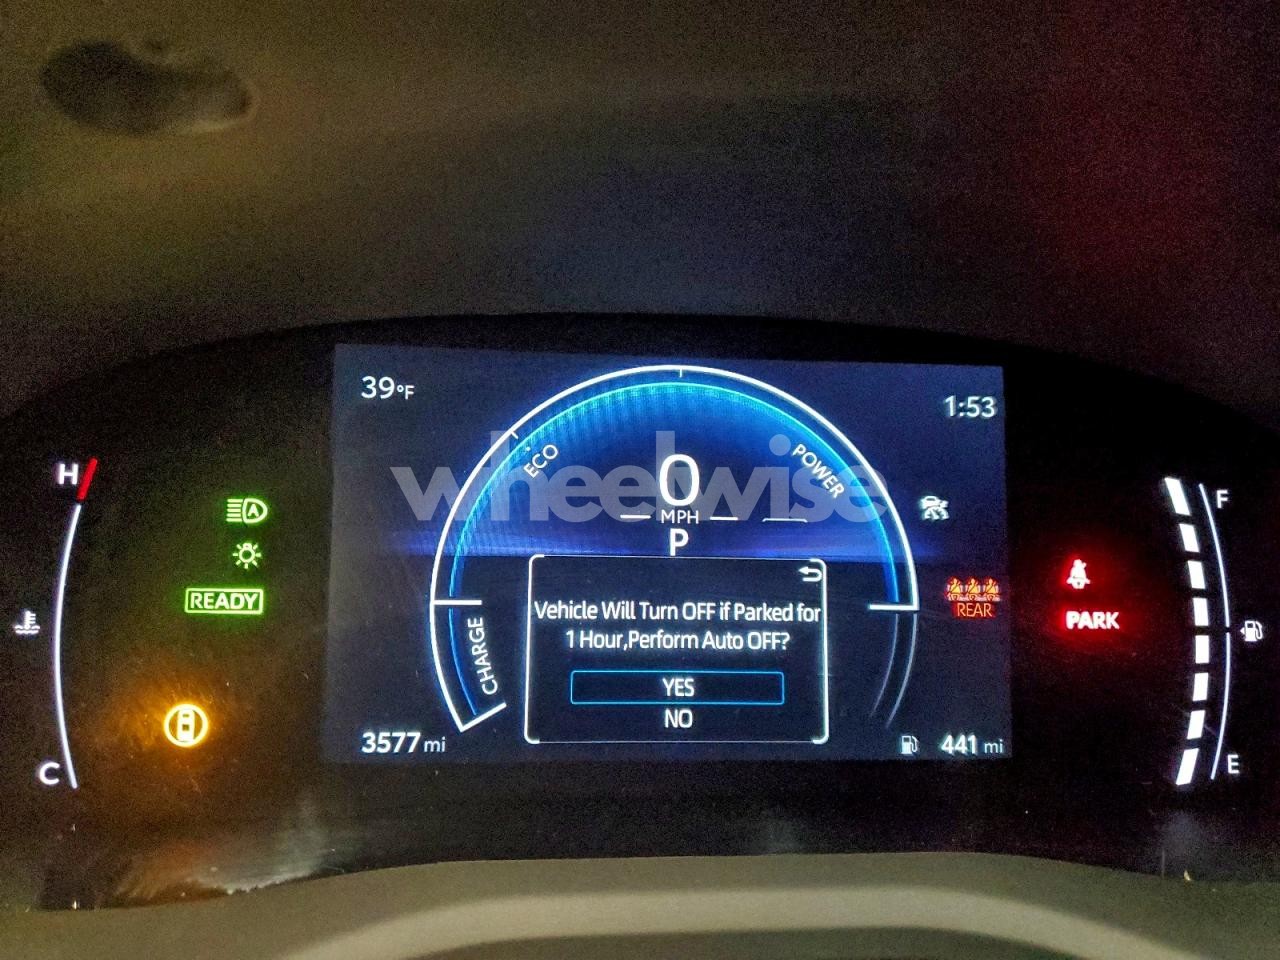 39°F
1:53
H
ECO
POWER
0
MPH
P
F
A
READY
REAR
PARK
Vehicle Will Turn OFF if Parked for
1 Hour,Perform Auto OFF?
CHARGE
YES
NO
3577 mi
441 mi
C
E
wheelwise